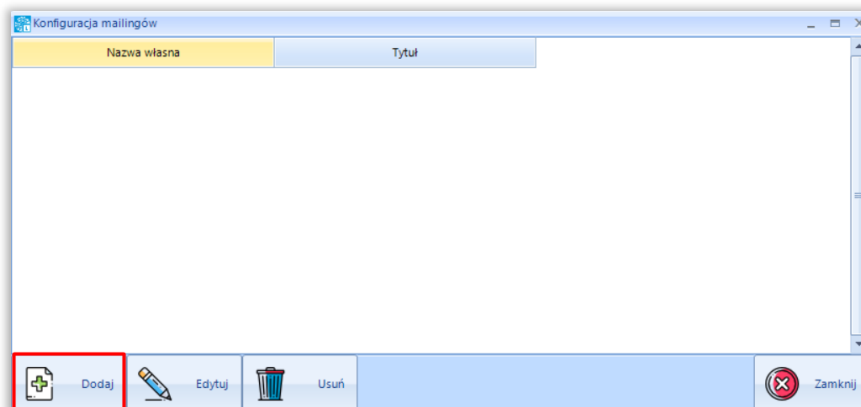 Konfiguracja mailingów
Nazwa własna Tytuł
Dodaj Edytuj Usuń Zamknij